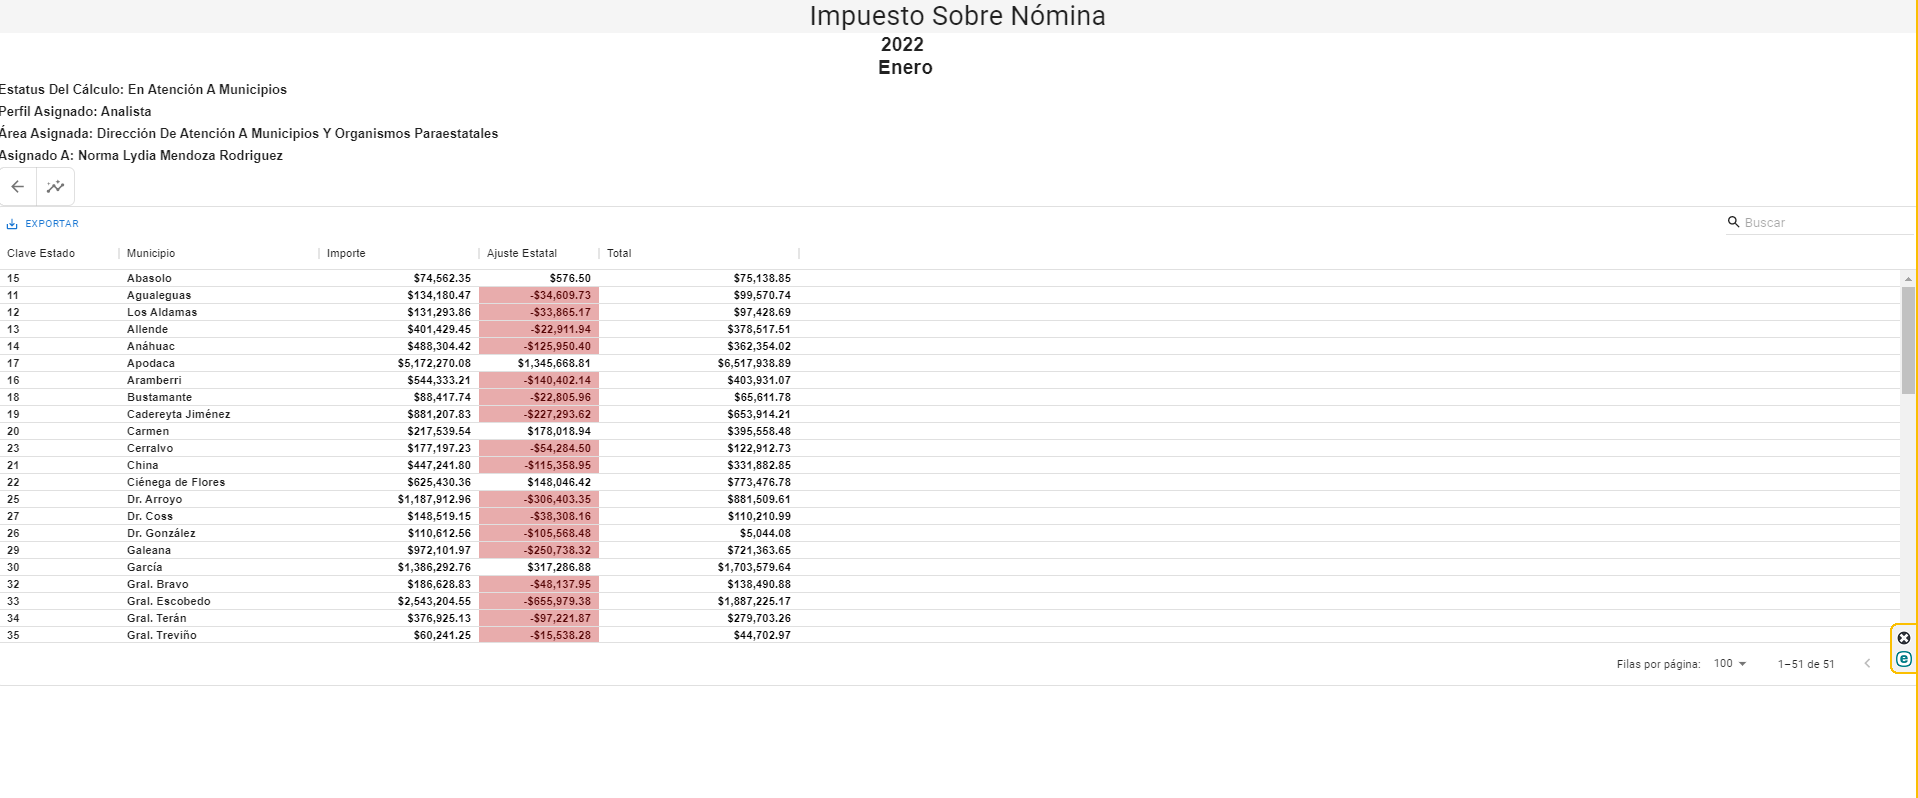 Impuesto Sobre Nómina
2022
Enero
Estatus Del Cálculo: En Atención A Municipios
Perfil Asignado: Analista
Área Asignada: Dirección De Atención A Municipios Y Organismos Paraestatales
Asignado A: Norma Lydia Mendoza Rodriguez
EXPORTAR
Buscar
Clave Estado Municipio Importe Ajuste Estatal Total
15 Abasolo $74,562.35 $576.50 $75,138.85
11 Agualeguas $134,180.47 -$34,609.73 $99,570.74
12 Los Aldamas $131,293.86 -$33,865.17 $97,428.69
13 Allende $401,429.45 -$22,911.94 $378,517.51
14 Anáhuac $488,304.42 -$125,950.40 $362,354.02
17 Apodaca $5,172,270.08 $1,345,668.81 $6,517,938.89
16 Aramberri $544,333.21 -$140,402.14 $403,931.07
18 Bustamante $88,417.74 -$22,805.96 $65,611.78
19 Cadereyta Jiménez $881,207.83 -$227,293.62 $653,914.21
20 Carmen $217,539.54 $178,018.94 $395,558.48
23 Cerralvo $177,197.23 -$54,284.50 $122,912.73
21 China $447,241.80 -$115,358.95 $331,882.85
22 Ciénega de Flores $625,430.36 $148,046.42 $773,476.78
25 Dr. Arroyo $1,187,912.96 -$306,403.35 $881,509.61
27 Dr. Coss $148,519.15 -$38,308.16 $110,210.99
26 Dr. González $110,612.56 -$105,568.48 $5,044.08
29 Galeana $972,101.97 -$250,738.32 $721,363.65
30 García $1,386,292.76 $317,286.88 $1,703,579.64
32 Gral. Bravo $186,628.83 -$48,137.95 $138,490.88
33 Gral. Escobedo $2,543,204.55 -$655,979.38 $1,887,225.17
34 Gral. Terán $376,925.13 -$97,221.87 $279,703.26
35 Gral. Treviño $60,241.25 -$15,538.28 $44,702.97
Filas por página: 100 1–51 de 51